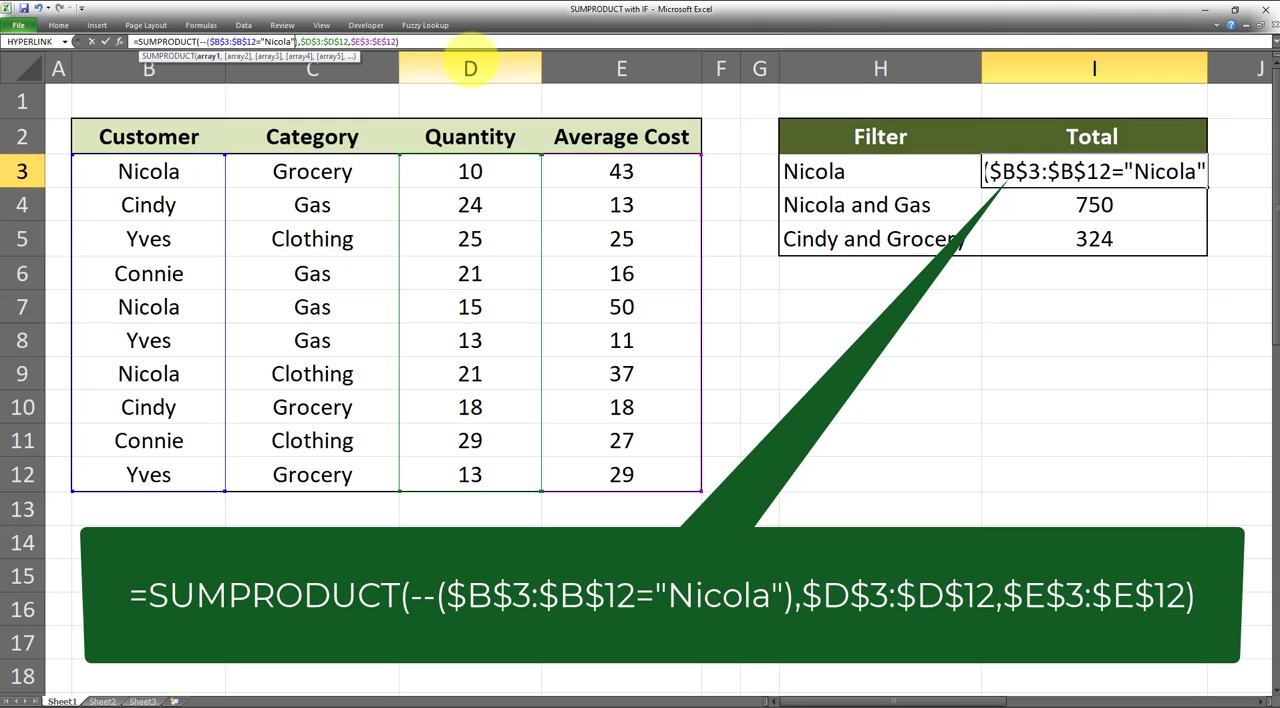 SUMPRODUCT with IF - Microsoft Excel
File Home Insert Page Layout Formulas Data Review View Developer Fuzzy Lookup
HYPERLINK =SUMPRODUCT(--($B$3:$B$12="Nicola"),$D$3:$D$12,$E$3:$E$12)
SUMPRODUCT(array1, [array2], [array3], [array4], [array5], ...)
A B C D E F G H I J
1
2 Customer Category Quantity Average Cost Filter Total
3 Nicola Grocery 10 43 Nicola ($B$3:$B$12="Nicola"
4 Cindy Gas 24 13 Nicola and Gas 750
5 Yves Clothing 25 25 Cindy and Grocery 324
6 Connie Gas 21 16
7 Nicola Gas 15 50
8 Yves Gas 13 11
9 Nicola Clothing 21 37
10 Cindy Grocery 18 18
11 Connie Clothing 29 27
12 Yves Grocery 13 29
13
14
15
16
17
18
=SUMPRODUCT(--($B$3:$B$12="Nicola"),$D$3:$D$12,$E$3:$E$12)
Sheet1 Sheet2 Sheet3